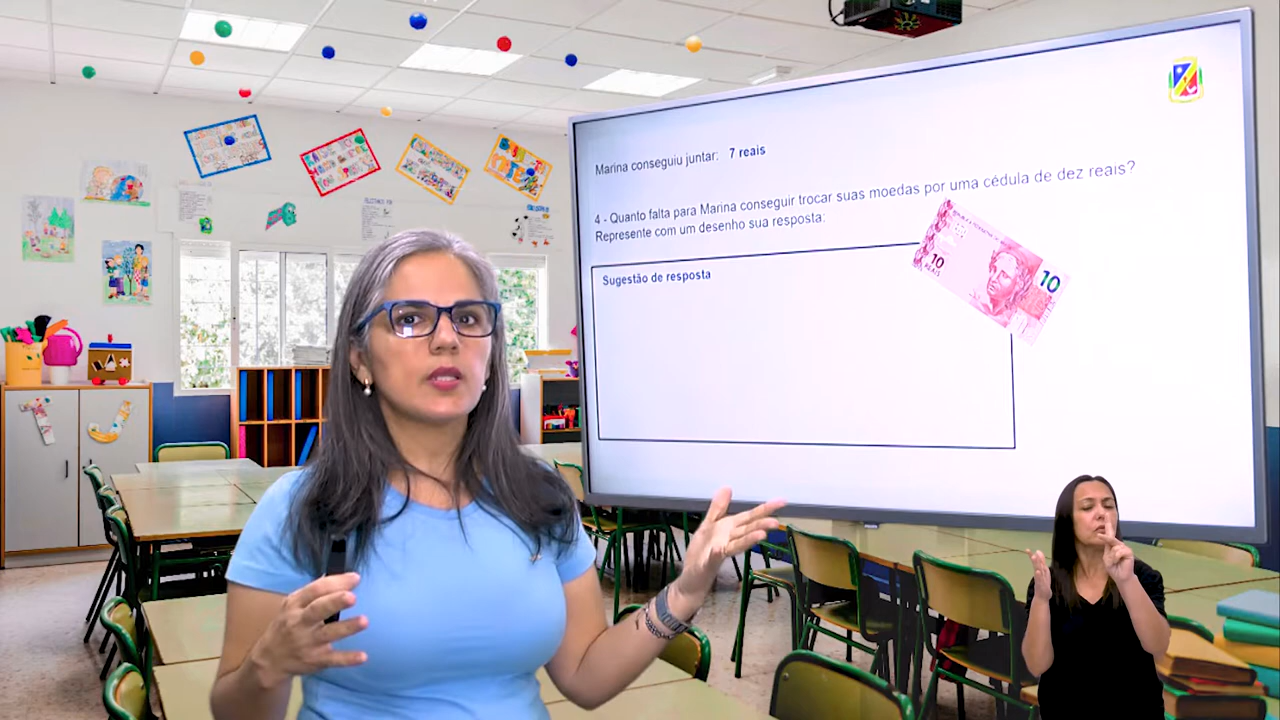 Marina conseguiu juntar: 7 reais
4 - Quanto falta para Marina conseguir trocar suas moedas por uma cédula de dez reais?
Represente com um desenho sua resposta:
Sugestão de resposta
10
REAIS
10